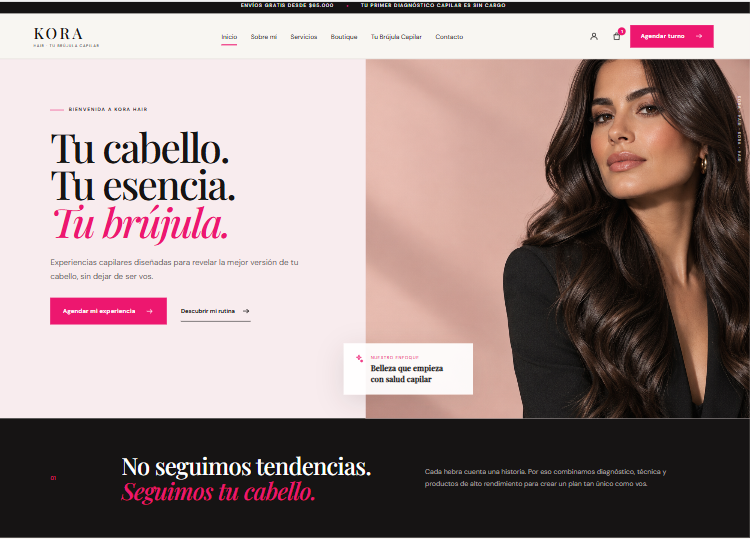 ENVÍOS GRATIS DESDE $65.000 · TU PRIMER DIAGNÓSTICO CAPILAR ES SIN CARGO
KORA
HAIR · TU BRÚJULA CAPILAR
Inicio Sobre mí Servicios Boutique Tu Brújula Capilar Contacto
1
Agendar turno →
BIENVENIDA A KORA HAIR
Tu cabello.
Tu esencia.
Tu brújula.
Experiencias capilares diseñadas para revelar la mejor versión de tu
cabello, sin dejar de ser vos.
Agendar mi experiencia →
Descubrir mi rutina →
NUESTRO ENFOQUE
Belleza que empieza
con salud capilar
No seguimos tendencias.
Seguimos tu cabello.
Cada hebra cuenta una historia. Por eso combinamos diagnóstico, técnica y
productos de alto rendimiento para crear un plan tan único como vos.